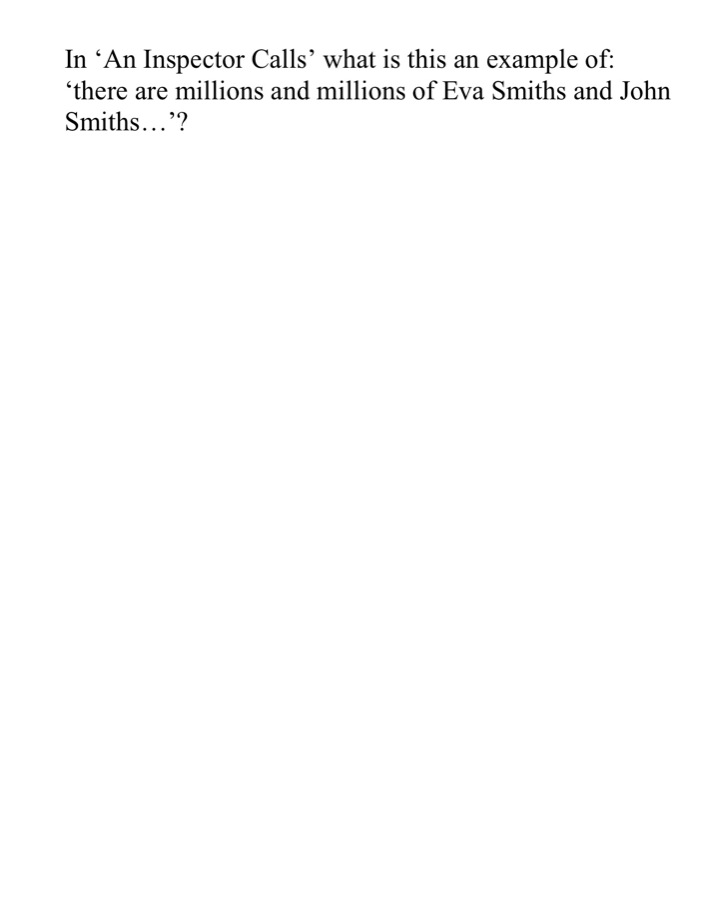 In ‘An Inspector Calls’ what is this an example of:
‘there are millions and millions of Eva Smiths and John
Smiths…’?